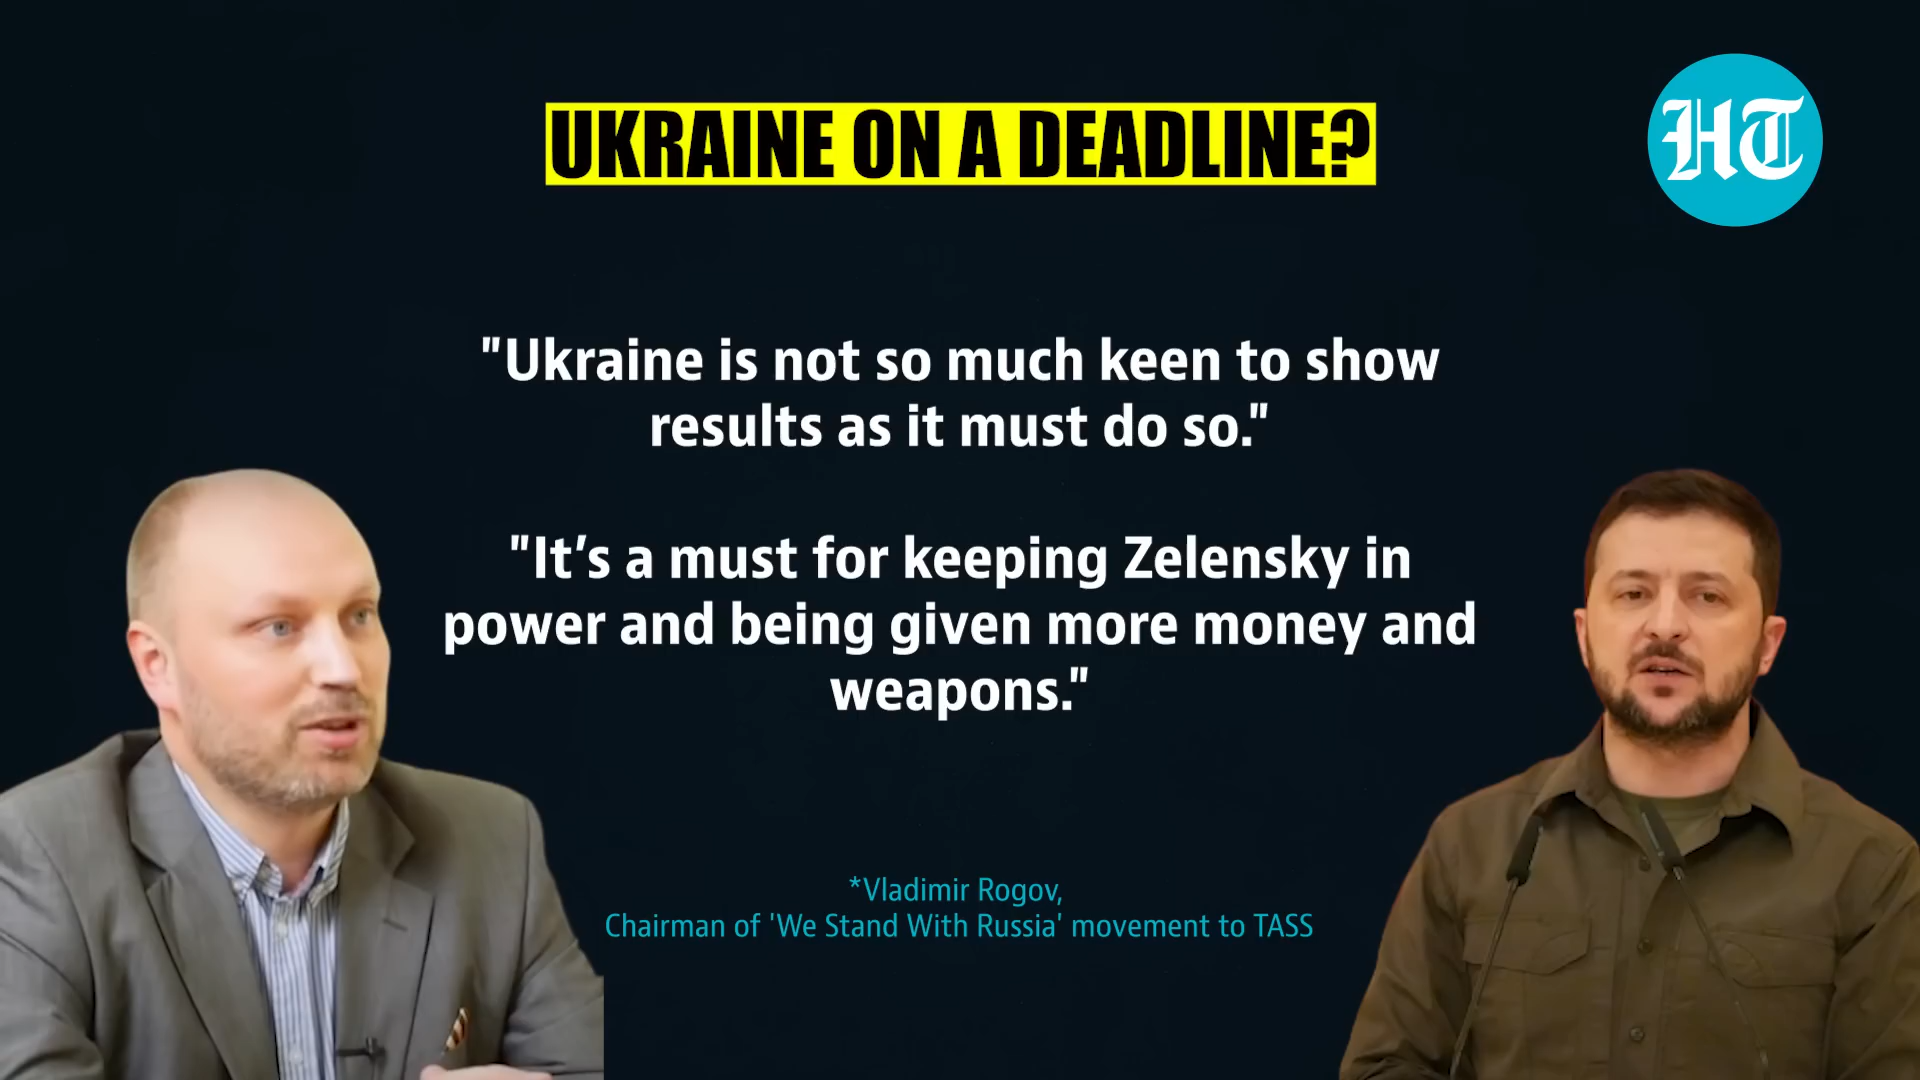 UKRAINE ON A DEADLINE?
HT
"Ukraine is not so much keen to show
results as it must do so."
"It’s a must for keeping Zelensky in
power and being given more money and
weapons."
*Vladimir Rogov,
Chairman of 'We Stand With Russia' movement to TASS